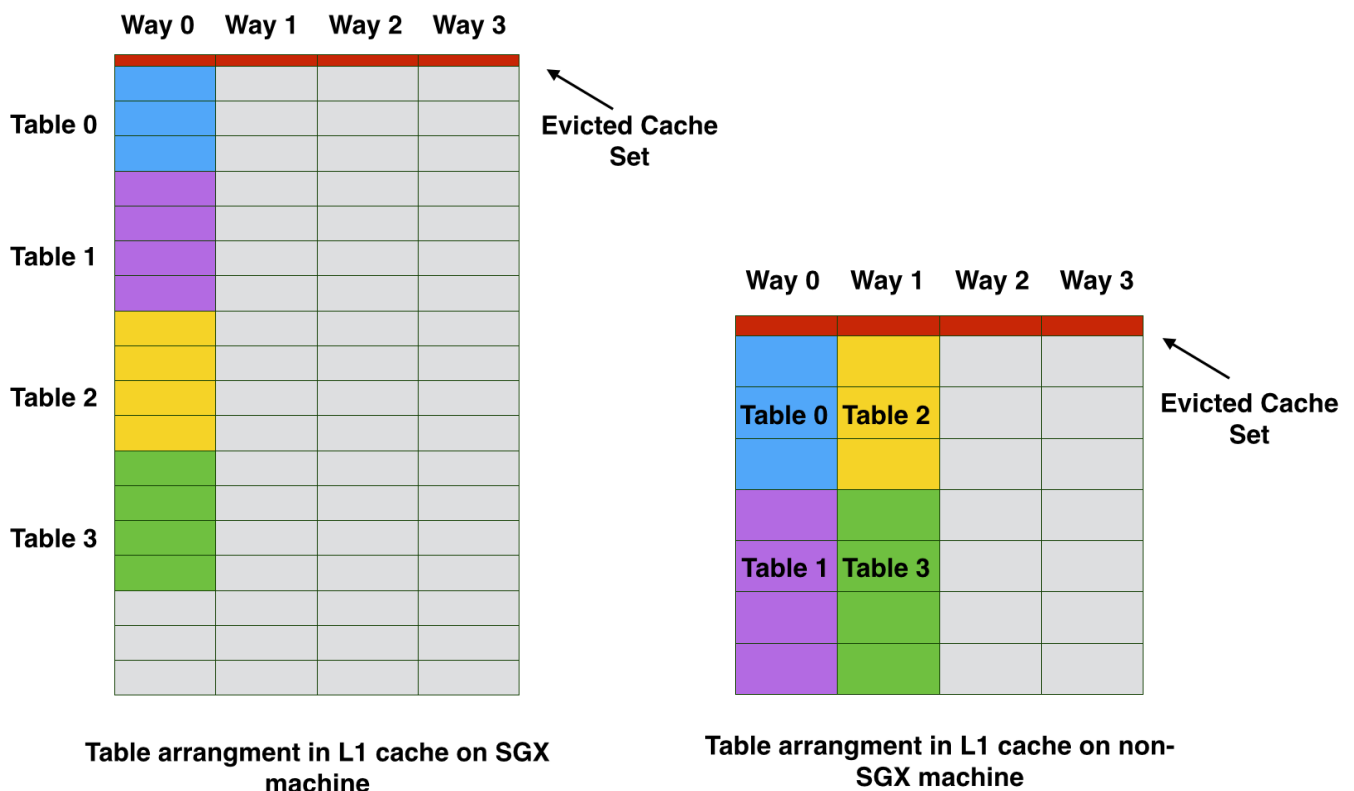 Way 0 Way 1 Way 2 Way 3
Evicted Cache
Set
Table 0
Table 1
Table 2
Table 3
Table arrangment in L1 cache on SGX
machine
Way 0 Way 1 Way 2 Way 3
Evicted Cache
Set
Table 0 Table 2
Table 1 Table 3
Table arrangment in L1 cache on non-
SGX machine